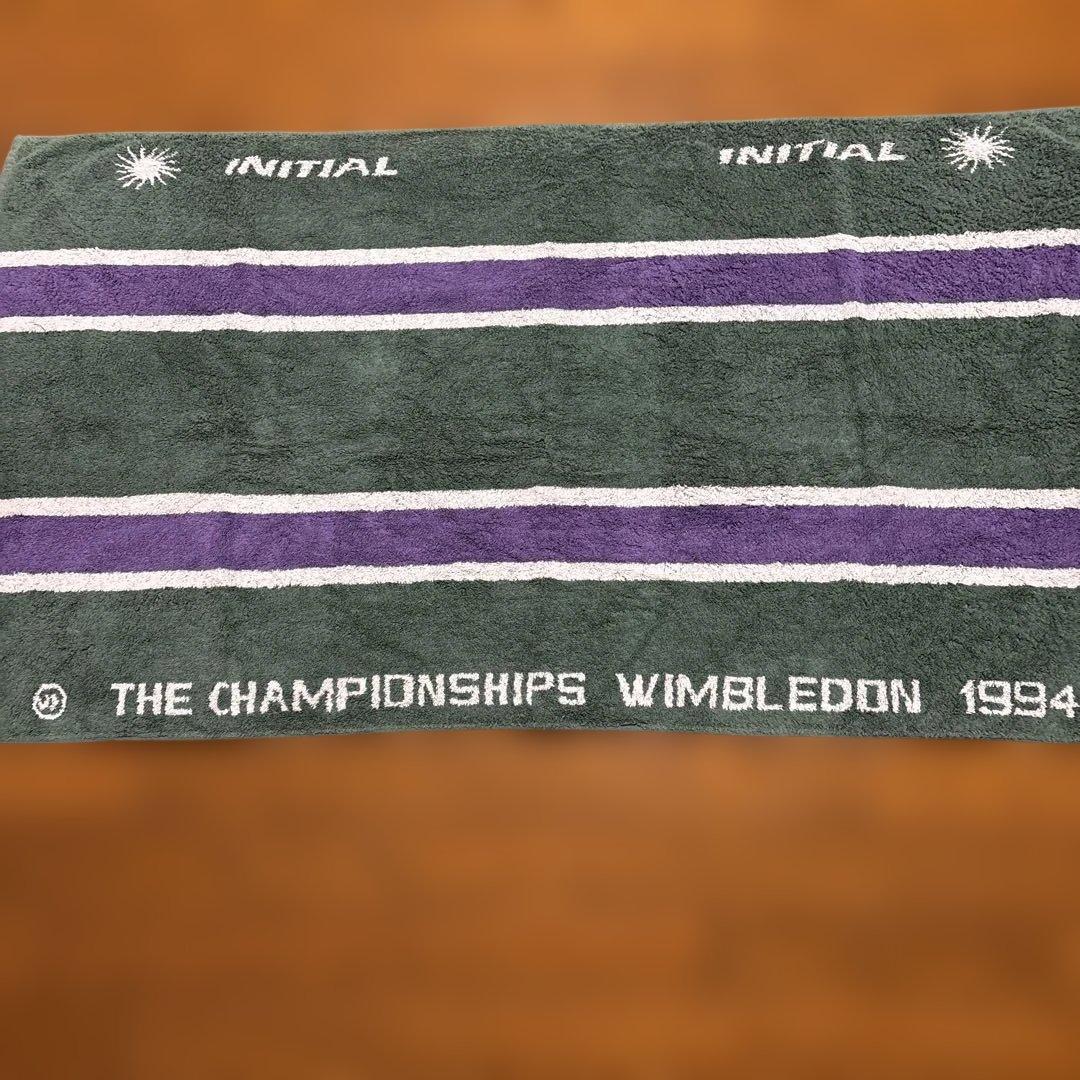 INITIAL INITIAL
THE CHAMPIONSHIPS WIMBLEDON 1994